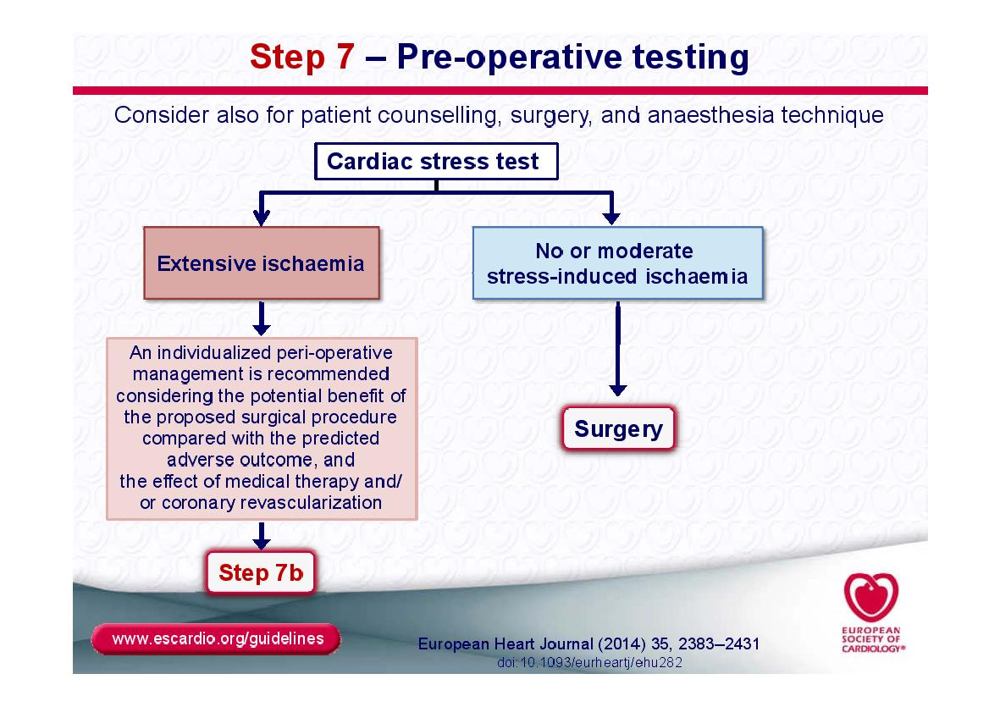 Step 7 – Pre-operative testing
Consider also for patient counselling, surgery, and anaesthesia technique
Cardiac stress test
Extensive ischaemia
No or moderate
stress-induced ischaemia
An individualized peri-operative
management is recommended
considering the potential benefit of
the proposed surgical procedure
compared with the predicted
adverse outcome, and
the effect of medical therapy and/
or coronary revascularization
Surgery
Step 7b
www.escardio.org/guidelines
European Heart Journal (2014) 35, 2383–2431
doi:10.1093/eurheartj/ehu282
EUROPEAN
SOCIETY OF
CARDIOLOGY®